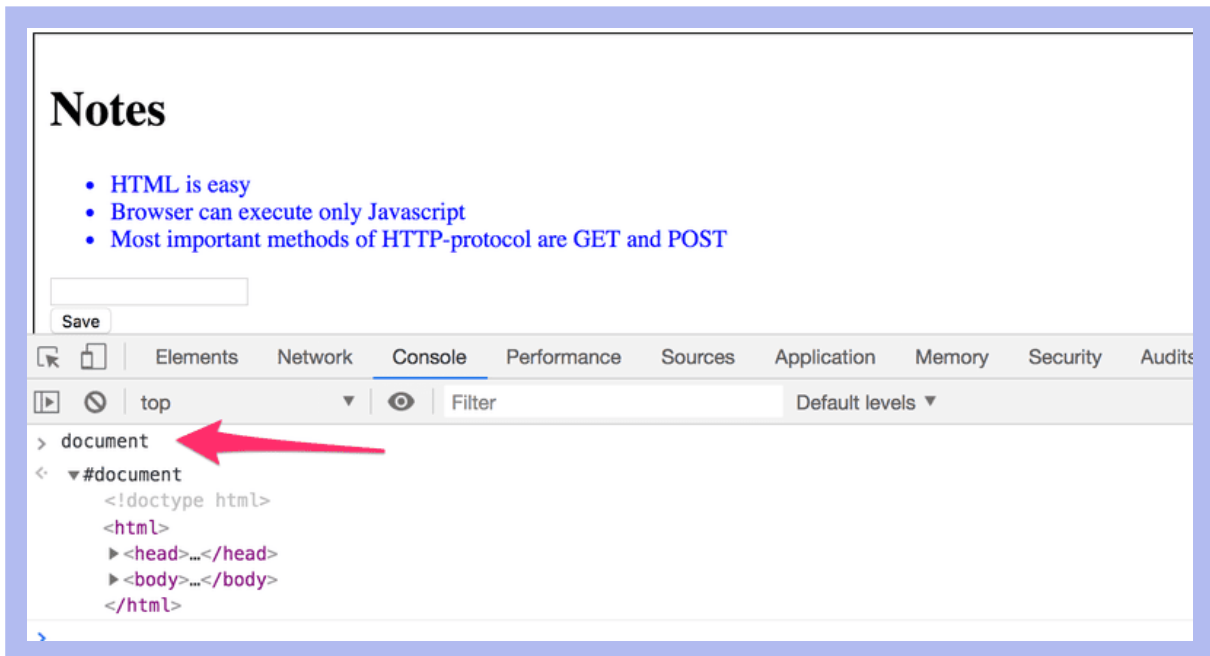 Notes
• HTML is easy
• Browser can execute only Javascript
• Most important methods of HTTP-protocol are GET and POST
Save
Elements Network Console Performance Sources Application Memory Security Audits
top ▼ Filter Default levels ▼
> document
<· ▼#document
<!doctype html>
<html>
▶<head>…</head>
▶<body>…</body>
</html>
>